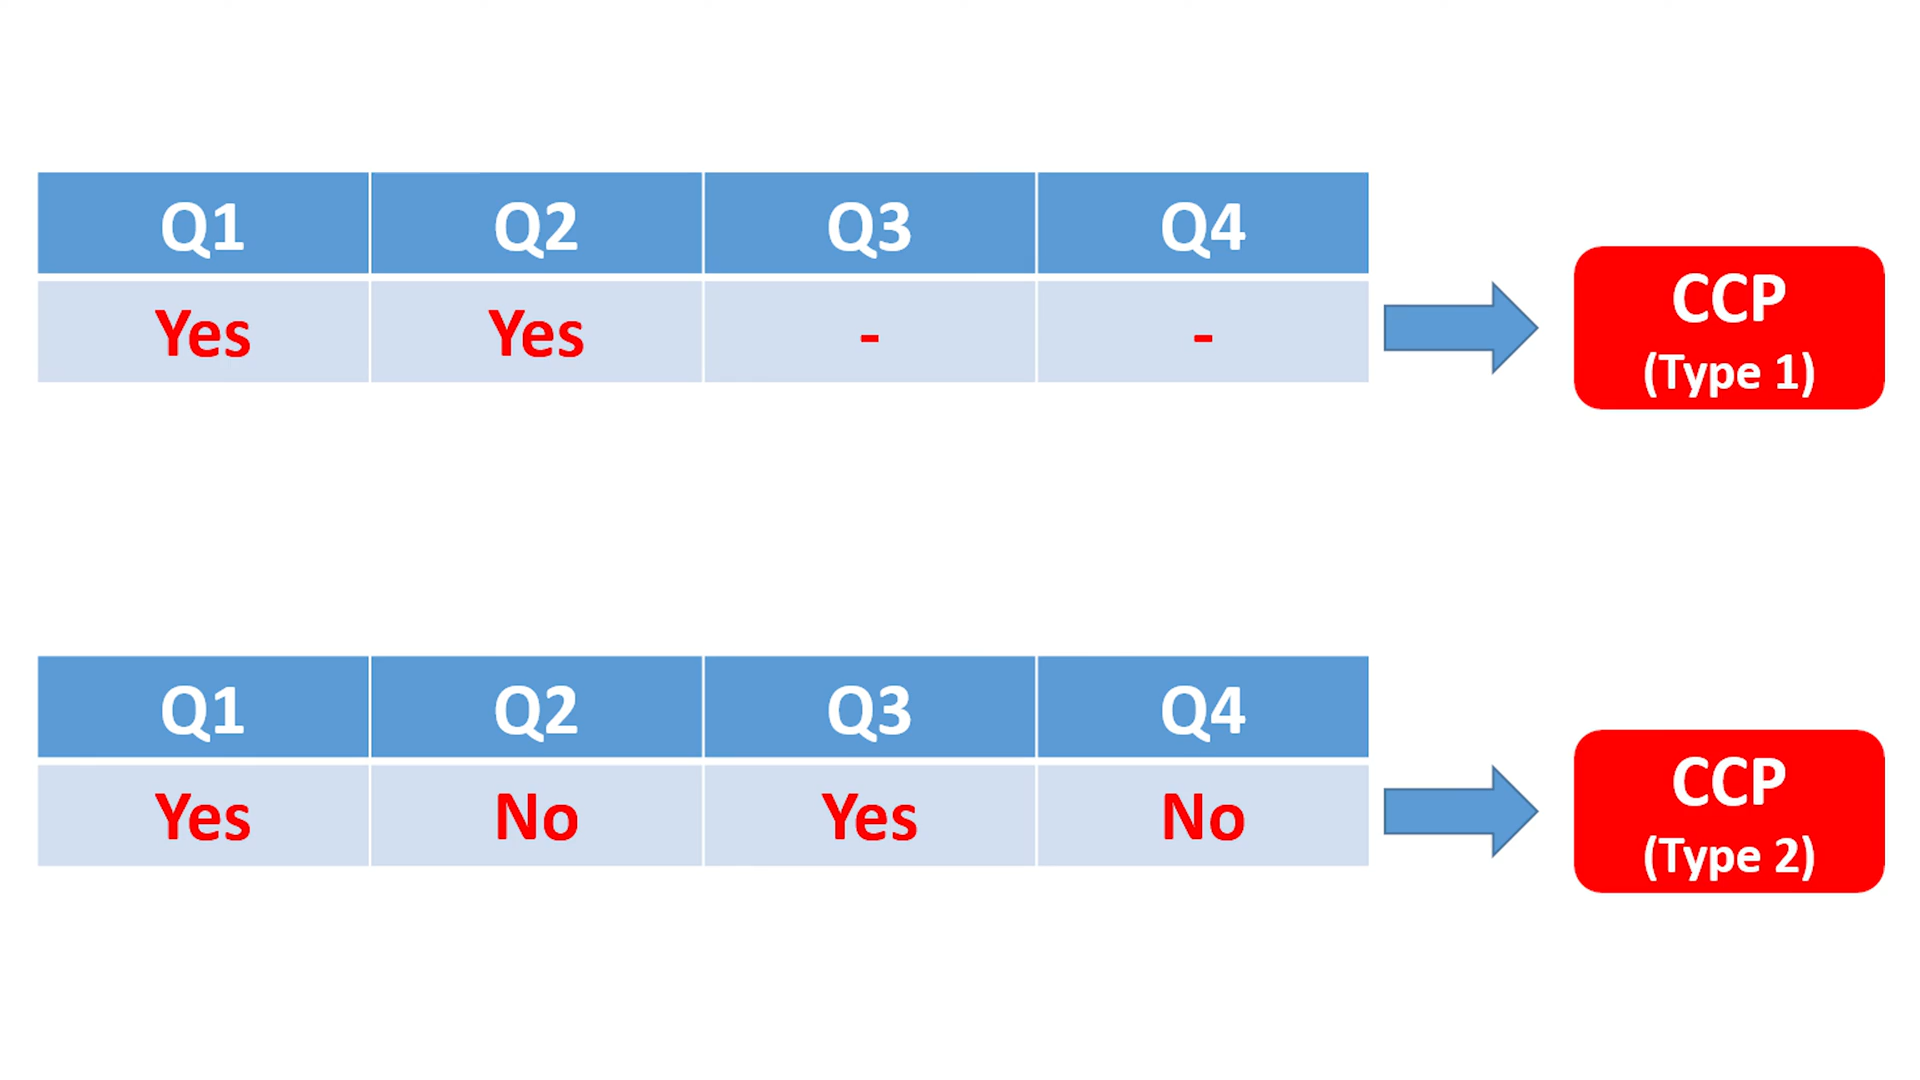 Q1 Q2 Q3 Q4
Yes Yes - -
CCP
(Type 1)
Q1 Q2 Q3 Q4
Yes No Yes No
CCP
(Type 2)